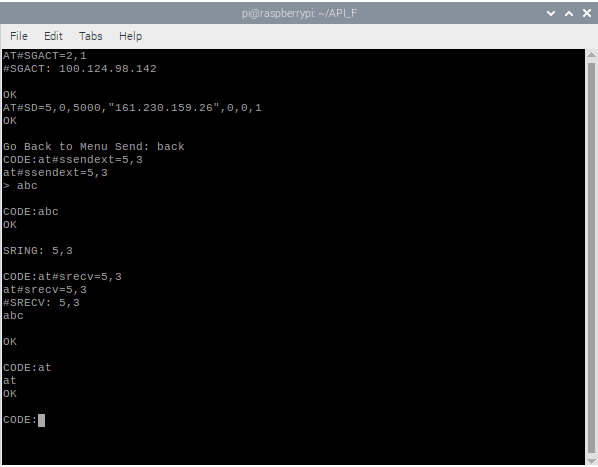 pi@raspberrypi: ~/API_F
File Edit Tabs Help
AT#SGACT=2,1
#SGACT: 100.124.98.142
OK
AT#SD=5,0,5000,"161.230.159.26",0,0,1
OK
Go Back to Menu Send: back
CODE:at#ssendext=5,3
at#ssendext=5,3
> abc
CODE:abc
OK
SRING: 5,3
CODE:at#srecv=5,3
at#srecv=5,3
#SRECV: 5,3
abc
OK
CODE:at
at
OK
CODE: